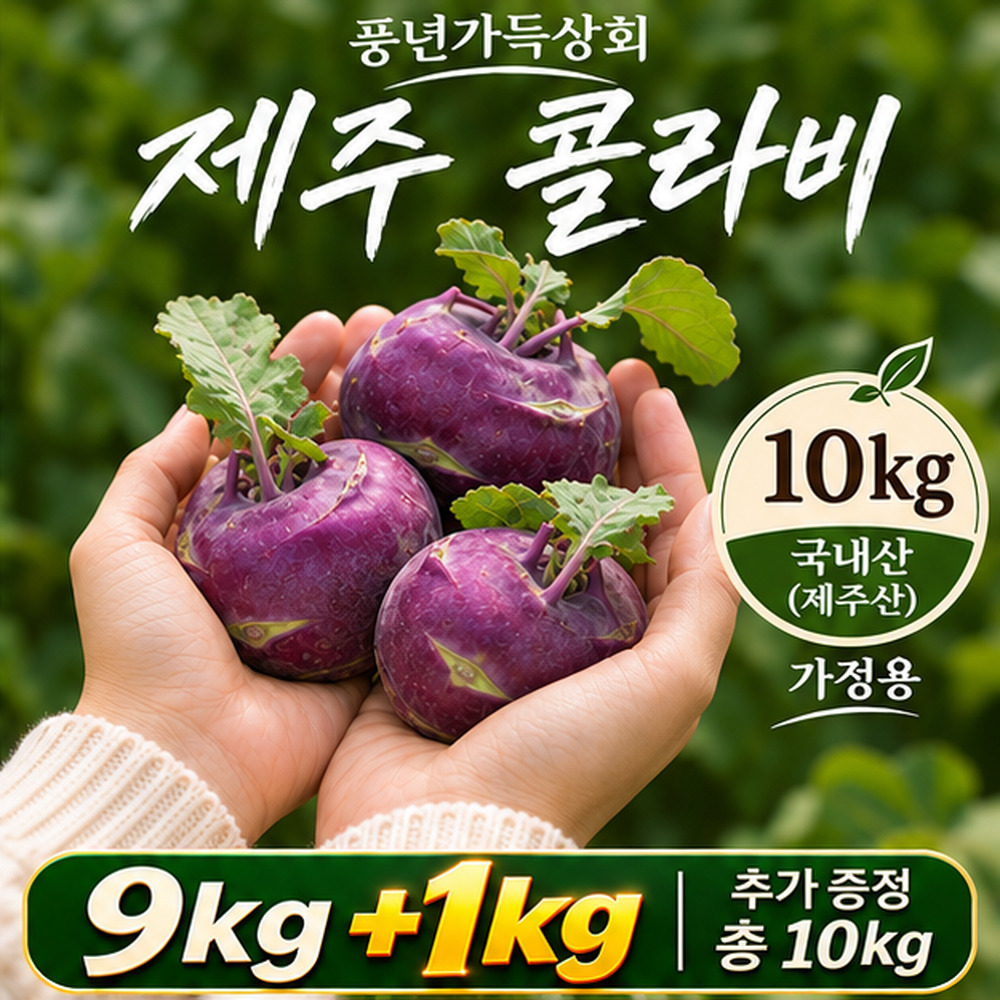 풍년가득상회
제주 콜라비
10kg
국내산
(제주산)
가정용
9kg+1kg
추가 증정
총 10kg